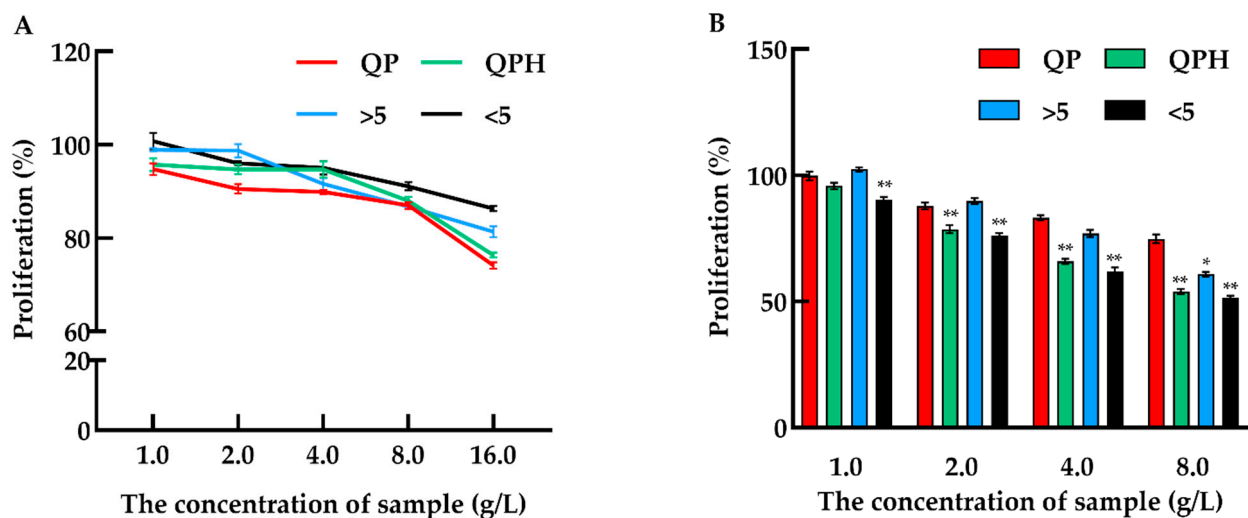 A
120
100
80
60
20
0
Proliferation (%)
QP
QPH
>5
<5
1.0 2.0 4.0 8.0 16.0
The concentration of sample (g/L)
B
150
100
50
0
Proliferation (%)
QP
QPH
>5
<5
**
** **
** **
** * **
1.0 2.0 4.0 8.0
The concentration of sample (g/L)